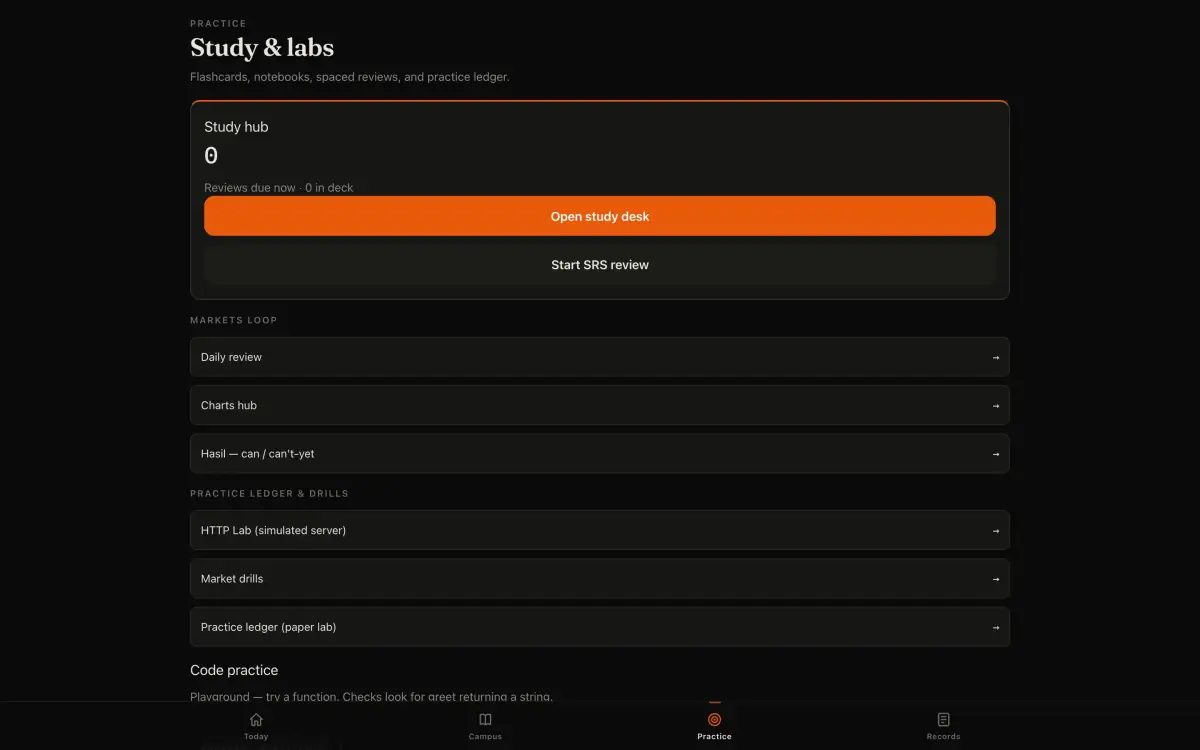 PRACTICE
Study & labs
Flashcards, notebooks, spaced reviews, and practice ledger.
Study hub
0
Reviews due now · 0 in deck
Open study desk
Start SRS review
MARKETS LOOP
Daily review →
Charts hub →
Hasil — can / can't-yet →
PRACTICE LEDGER & DRILLS
HTTP Lab (simulated server) →
Market drills →
Practice ledger (paper lab) →
Code practice
Playground — try a function. Checks look for greet returning a string.
Today Campus Practice Records